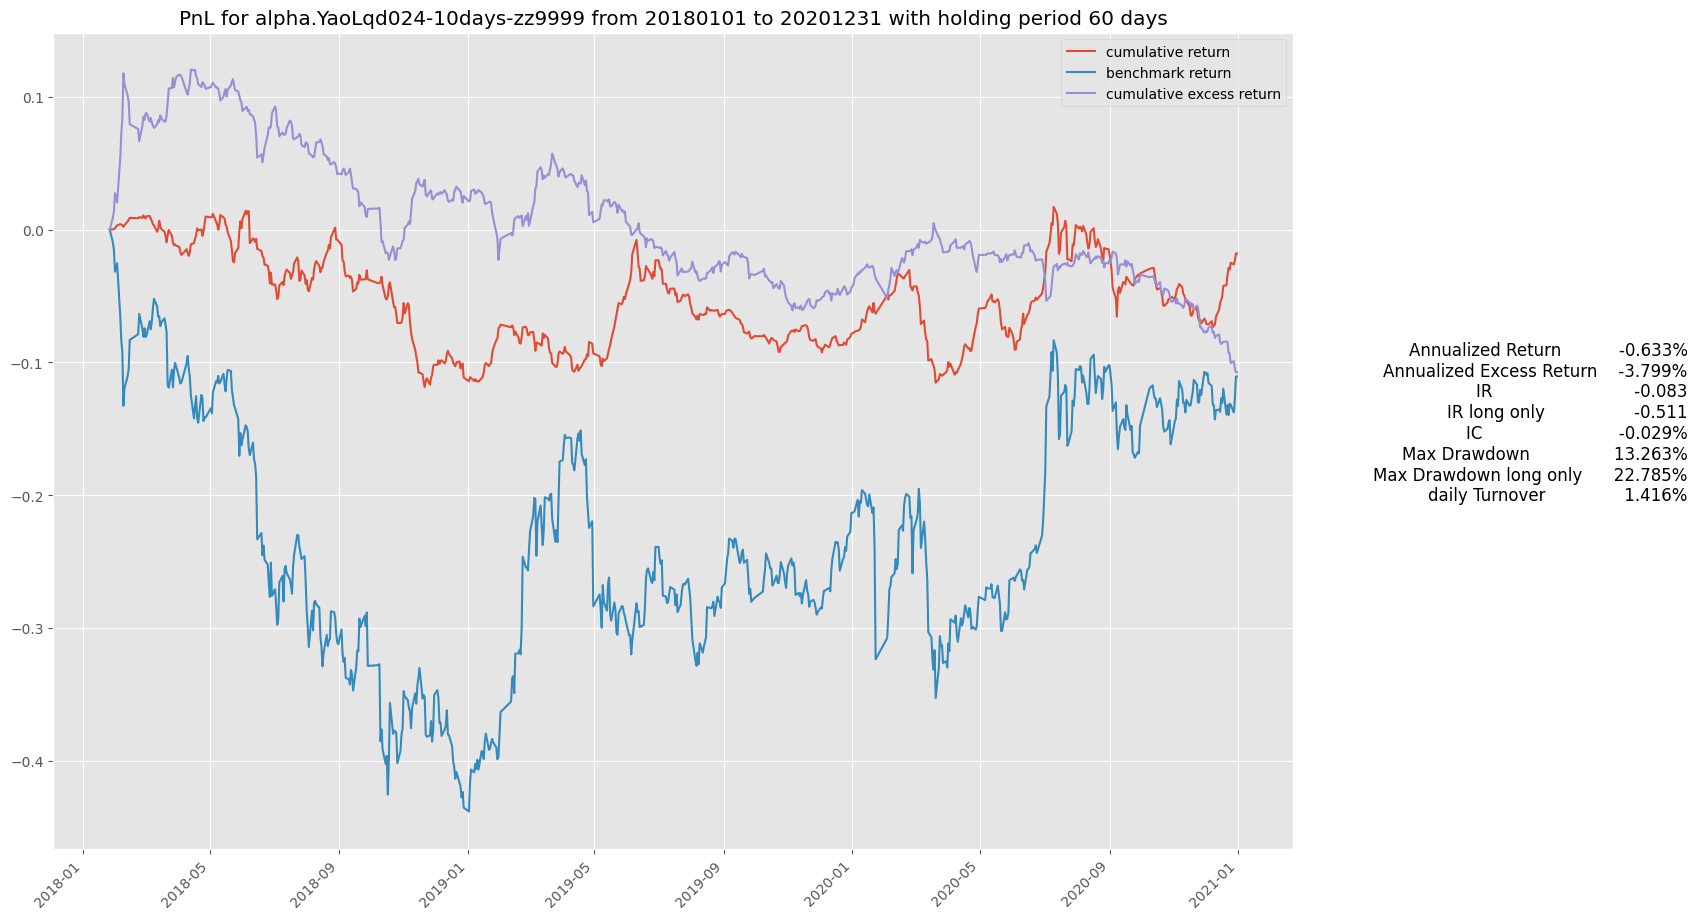 PnL for alpha.YaoLqd024-10days-zz9999 from 20180101 to 20201231 with holding period 60 days
cumulative return
benchmark return
cumulative excess return
0.1
0.0
−0.1
−0.2
−0.3
−0.4
2018-01
2018-05
2018-09
2019-01
2019-05
2019-09
2020-01
2020-05
2020-09
2021-01
Annualized Return -0.633%
Annualized Excess Return -3.799%
IR -0.083
IR long only -0.511
IC -0.029%
Max Drawdown 13.263%
Max Drawdown long only 22.785%
daily Turnover 1.416%